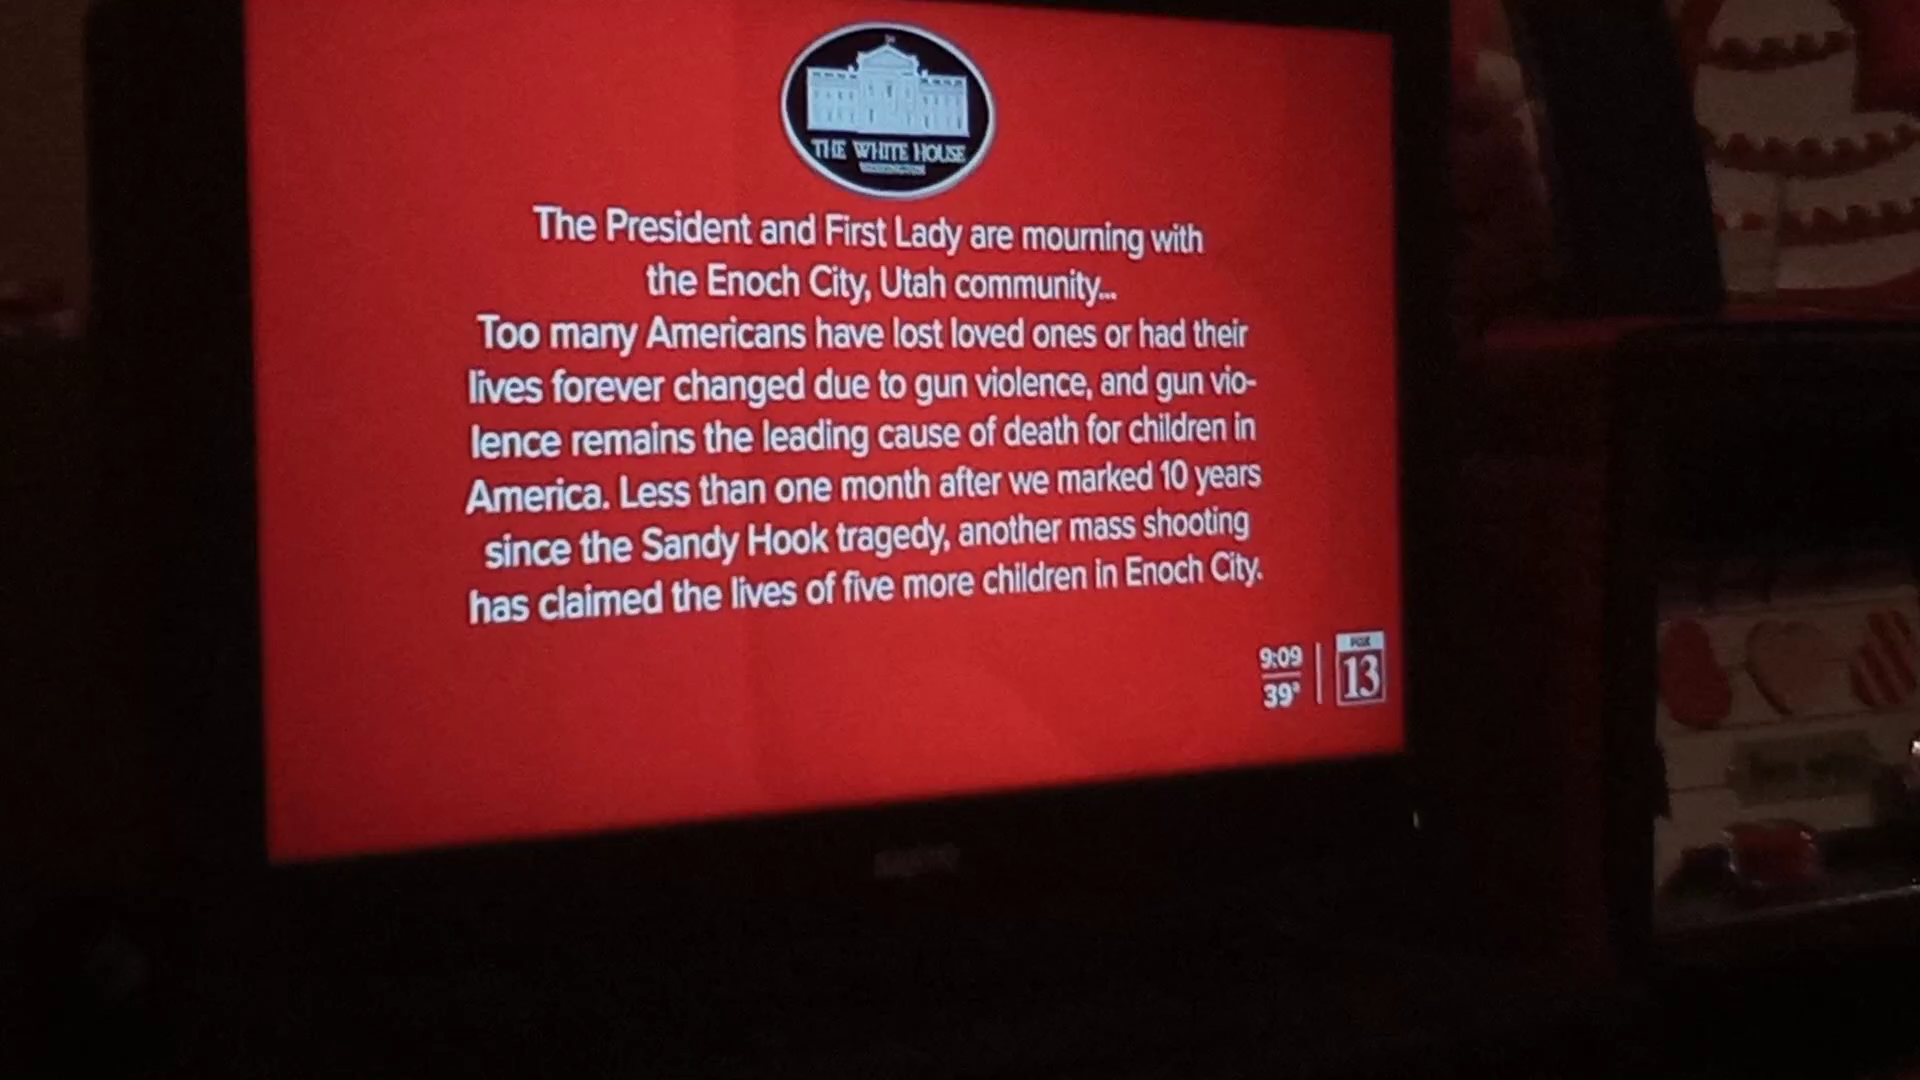 THE WHITE HOUSE
WASHINGTON
The President and First Lady are mourning with
the Enoch City, Utah community...
Too many Americans have lost loved ones or had their
lives forever changed due to gun violence, and gun vio-
lence remains the leading cause of death for children in
America. Less than one month after we marked 10 years
since the Sandy Hook tragedy, another mass shooting
has claimed the lives of five more children in Enoch City.
9:09
39°
FOX
13